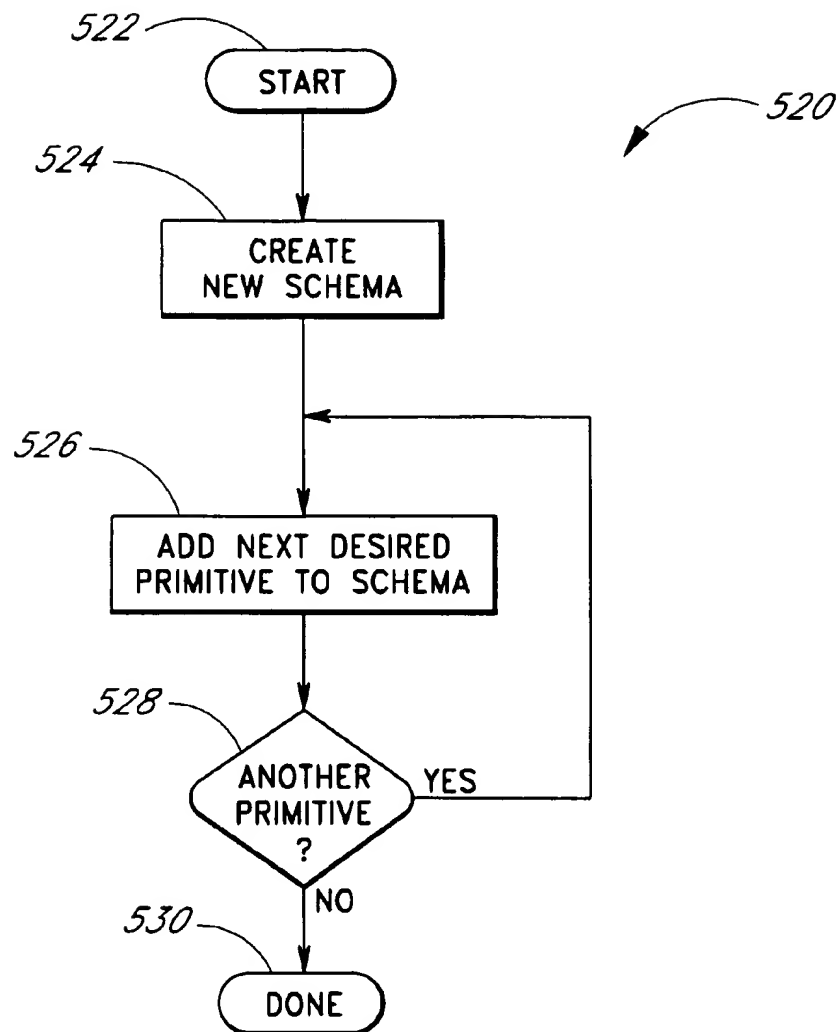 522
START
520
524
CREATE
NEW SCHEMA
526
ADD NEXT DESIRED
PRIMITIVE TO SCHEMA
528
ANOTHER
PRIMITIVE
?
YES
NO
530
DONE